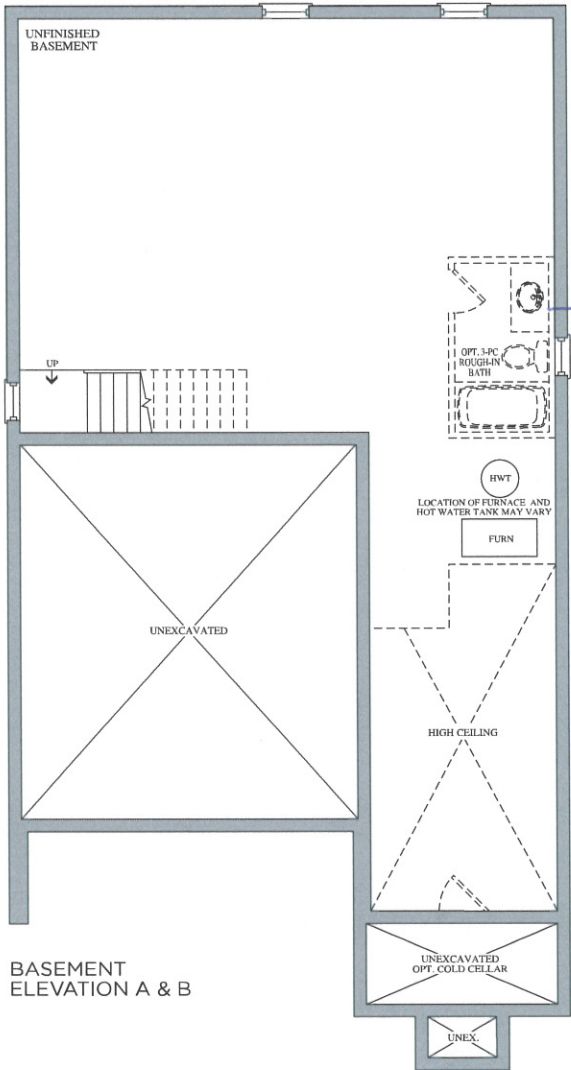 UNFINISHED
BASEMENT
OPT. 3-PC
ROUGH-IN
BATH
UP
HWT
LOCATION OF FURNACE AND
HOT WATER TANK MAY VARY
FURN
UNEXCAVATED
HIGH CEILING
UNEXCAVATED
OPT. COLD CELLAR
BASEMENT
ELEVATION A & B
UNEX.